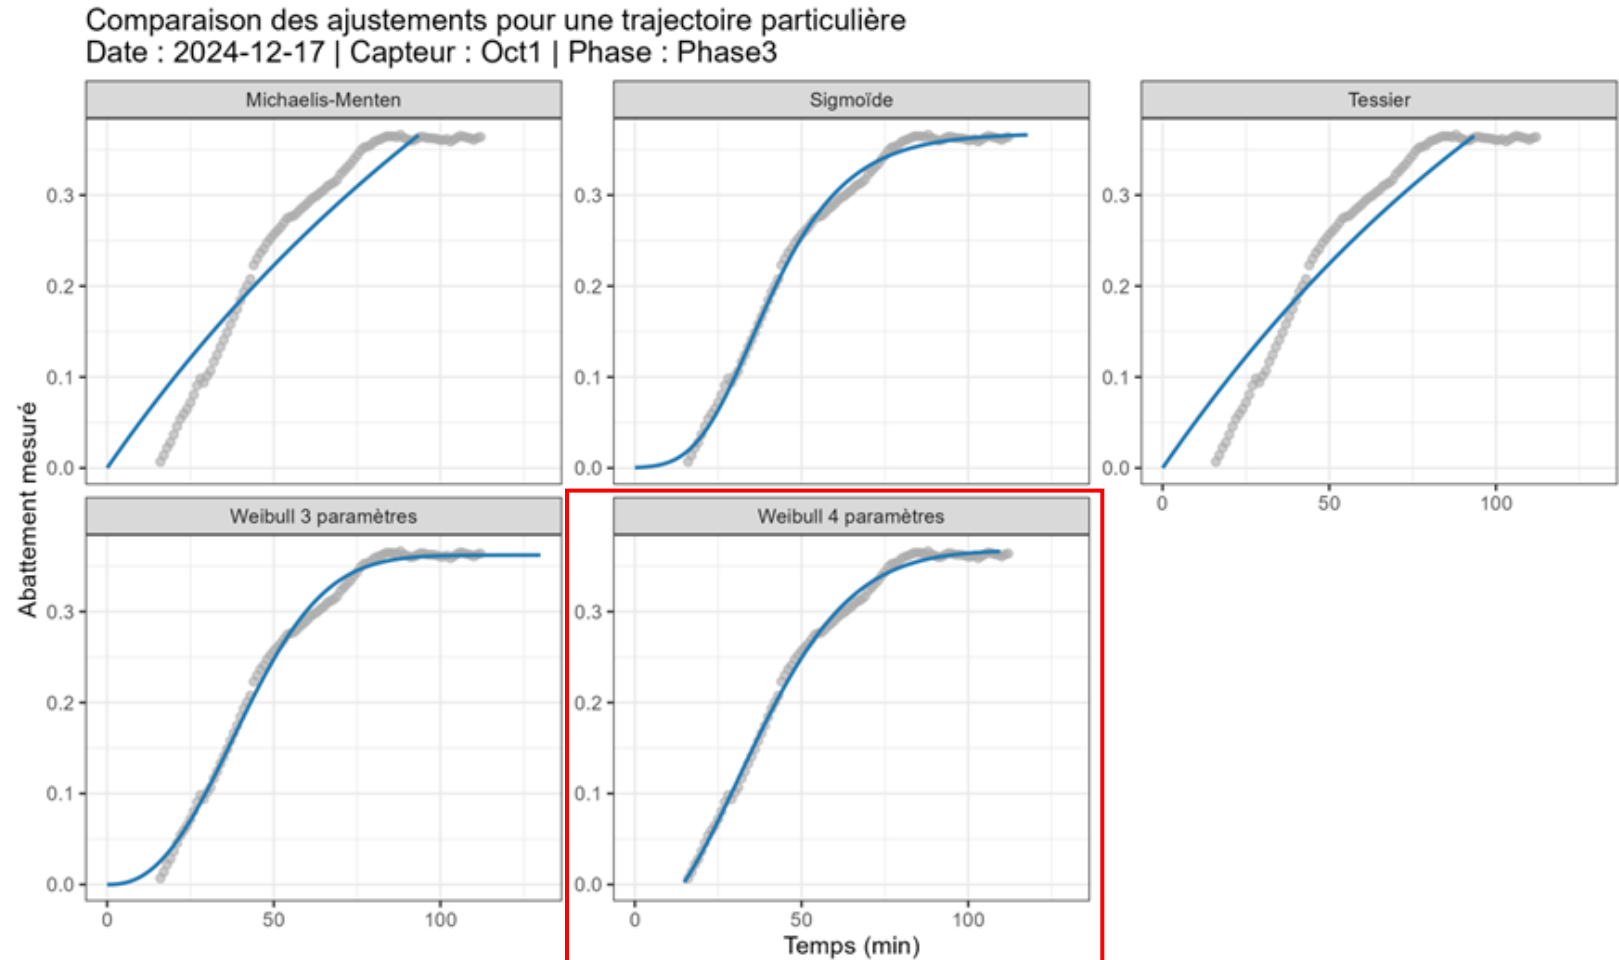 Comparaison des ajustements pour une trajectoire particulière
Date : 2024-12-17 | Capteur : Oct1 | Phase : Phase3
Michaelis-Menten
Sigmoïde
Tessier
0.3
0.2
0.1
0.0
0.3
0.2
0.1
0.0
0.3
0.2
0.1
0.0
0 50 100
Abattement mesuré
Weibull 3 paramètres
Weibull 4 paramètres
0.3
0.2
0.1
0.0
0.3
0.2
0.1
0.0
0 50 100
0 50 100
Temps (min)